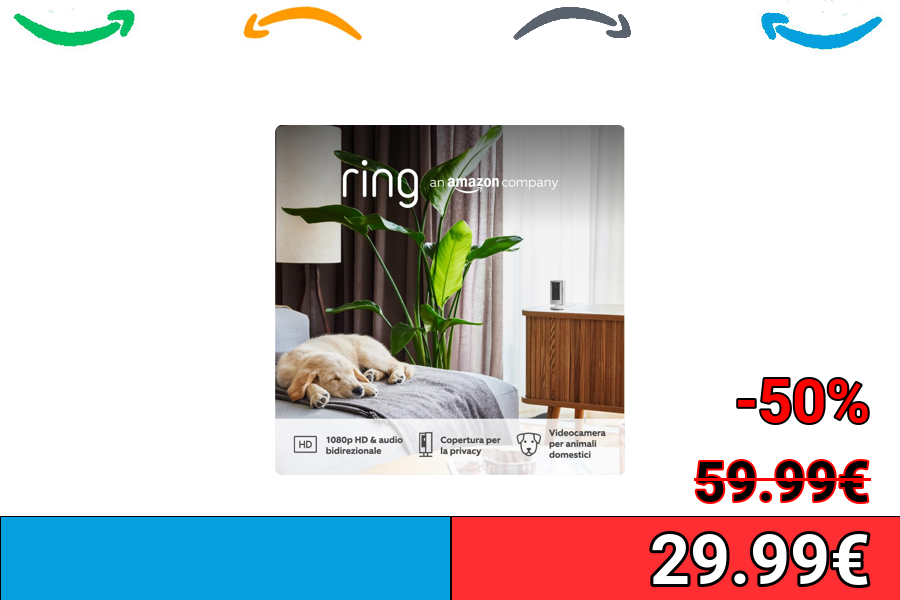 ring an amazon company
HD
1080p HD & audio
bidirezionale
Copertura per
la privacy
Videocamera
per animali
domestici
-50%
59.99€
29.99€